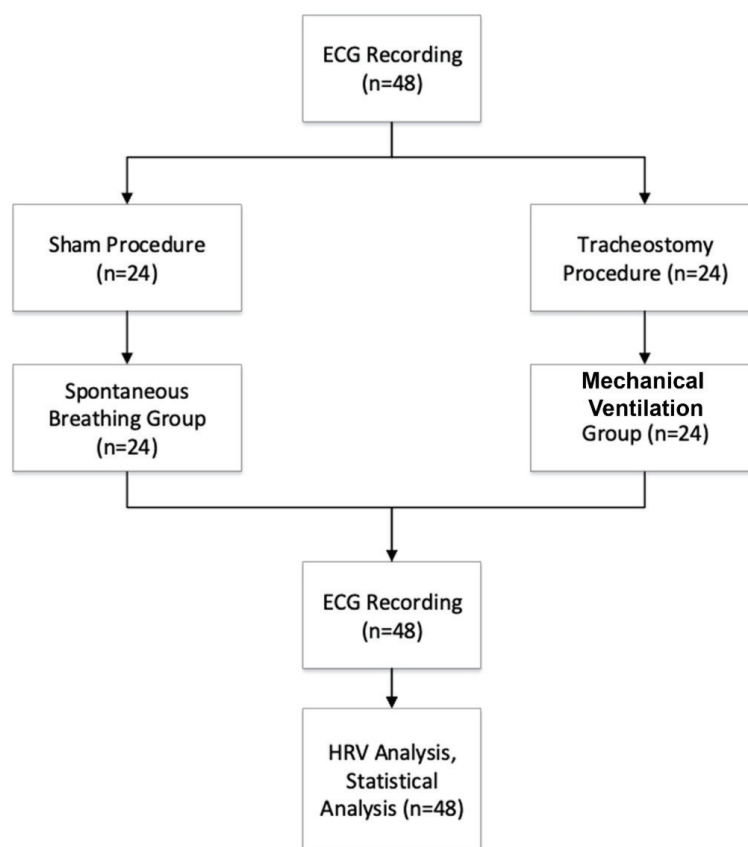 ECG Recording
(n=48)
Sham Procedure
(n=24)
Tracheostomy
Procedure (n=24)
Spontaneous
Breathing Group
(n=24)
Mechanical
Ventilation
Group (n=24)
ECG Recording
(n=48)
HRV Analysis,
Statistical
Analysis (n=48)